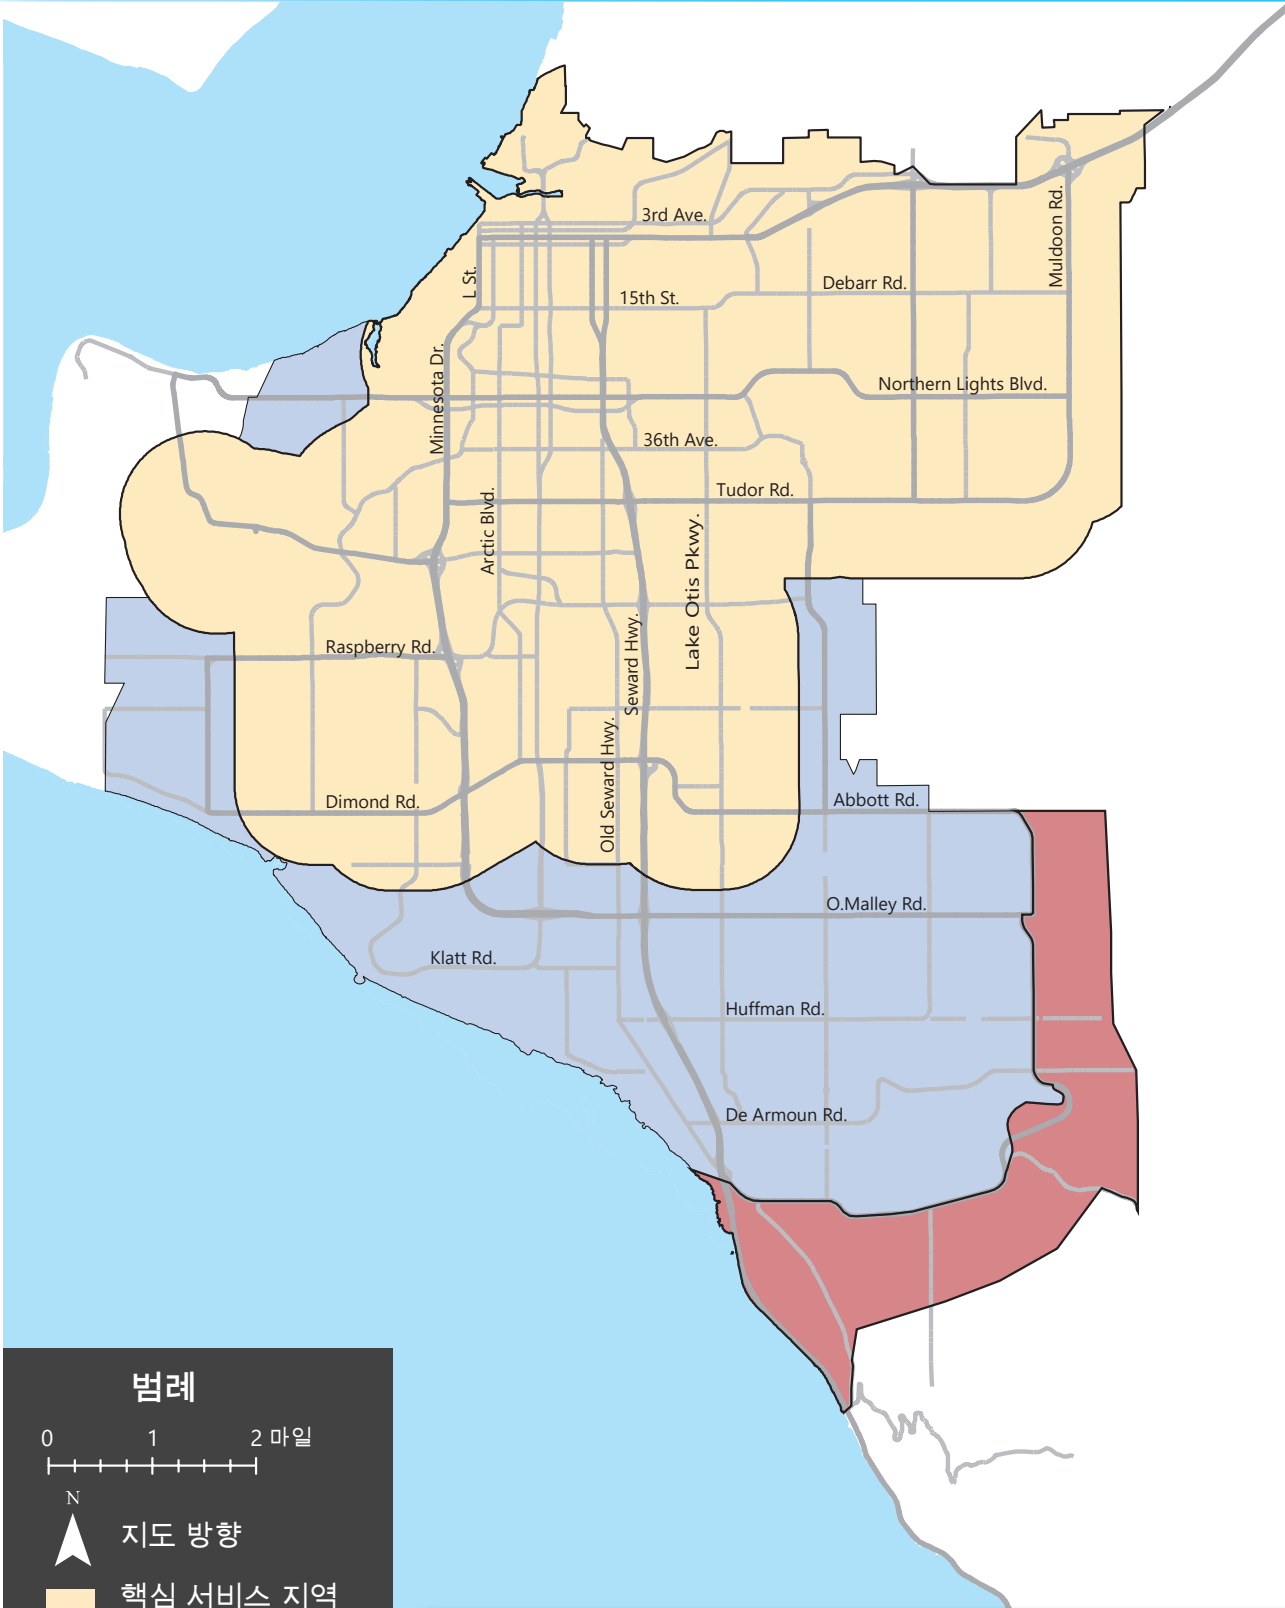 3rd Ave.
Muldoon Rd.
L St.
15th St.
Debarr Rd.
Minnesota Dr.
Northern Lights Blvd.
36th Ave.
Tudor Rd.
Arctic Blvd.
Lake Otis Pkwy.
Seward Hwy.
Raspberry Rd.
Old Seward Hwy.
Dimond Rd.
Abbott Rd.
O.Malley Rd.
Klatt Rd.
Huffman Rd.
De Armoun Rd.
범례
0 1 2 마일
N
지도 방향
핵심 서비스 지역